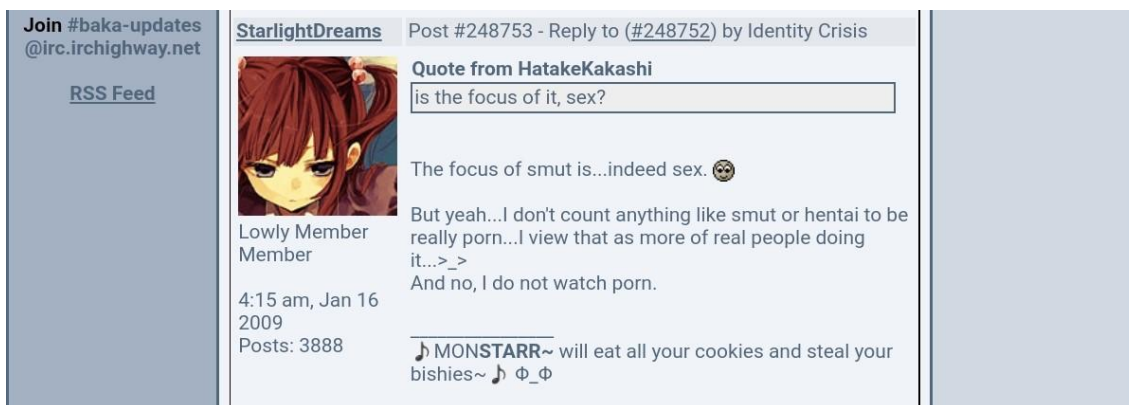 Join #baka-updates
@irc.irchighway.net
RSS Feed
StarlightDreams
Post #248753 - Reply to (#248752) by Identity Crisis
Lowly Member
Member
4:15 am, Jan 16
2009
Posts: 3888
Quote from HatakeKakashi
is the focus of it, sex?
The focus of smut is...indeed sex.
But yeah...I don't count anything like smut or hentai to be
really porn...I view that as more of real people doing
it...>_>
And no, I do not watch porn.
_______________
♪MONSTARR~ will eat all your cookies and steal your
bishies~ ♪ Φ_Φ